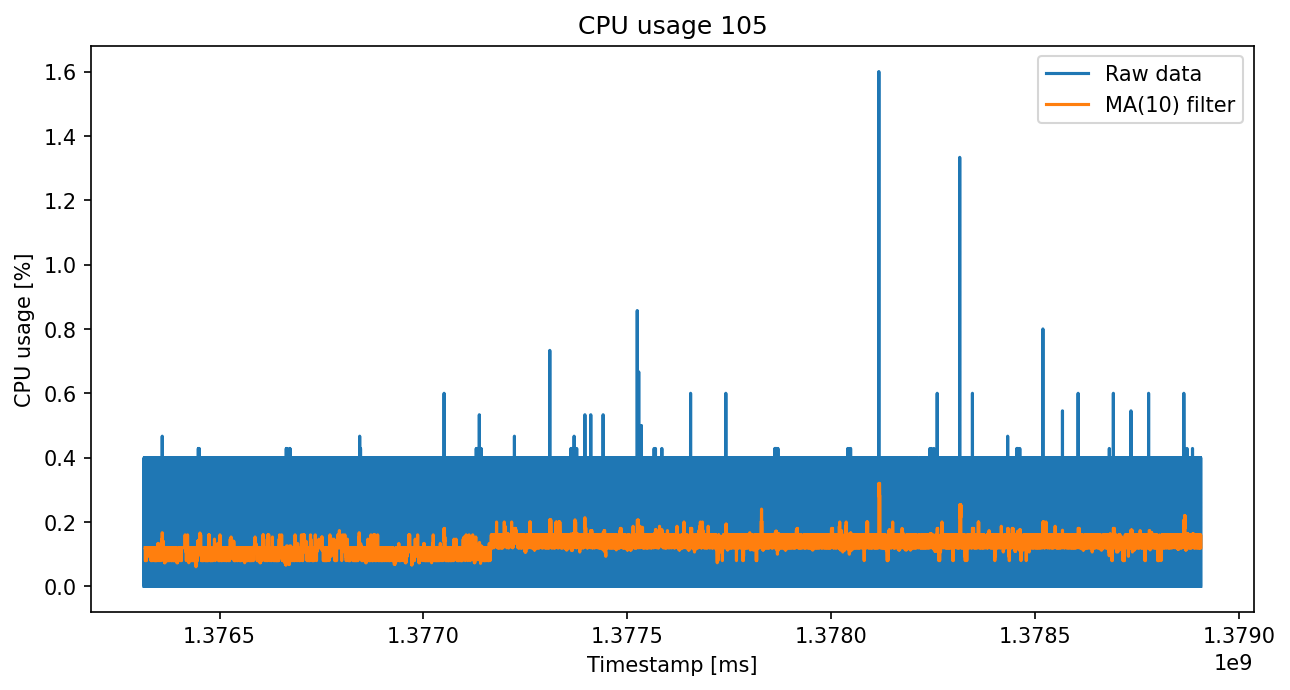 CPU usage 105
Raw data
MA(10) filter
CPU usage [%]
1.6
1.4
1.2
1.0
0.8
0.6
0.4
0.2
0.0
1.3765 1.3770 1.3775 1.3780 1.3785 1.3790
1e9
Timestamp [ms]